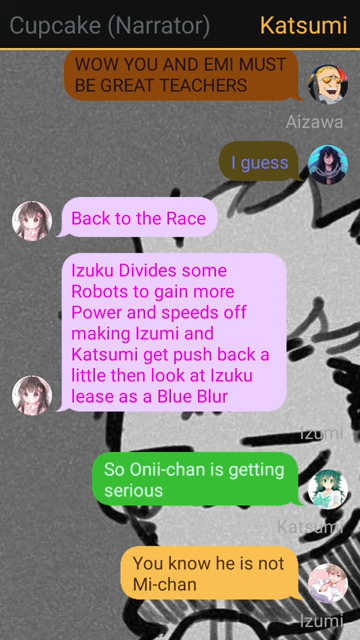 Cupcake (Narrator) Katsumi
WOW YOU AND EMI MUST
BE GREAT TEACHERS
Aizawa
I guess
Back to the Race
Izuku Divides some
Robots to gain more
Power and speeds off
making Izumi and
Katsumi get push back a
little then look at Izuku
lease as a Blue Blur
Izumi
So Onii-chan is getting
serious
Katsumi
You know he is not
Mi-chan
Izumi